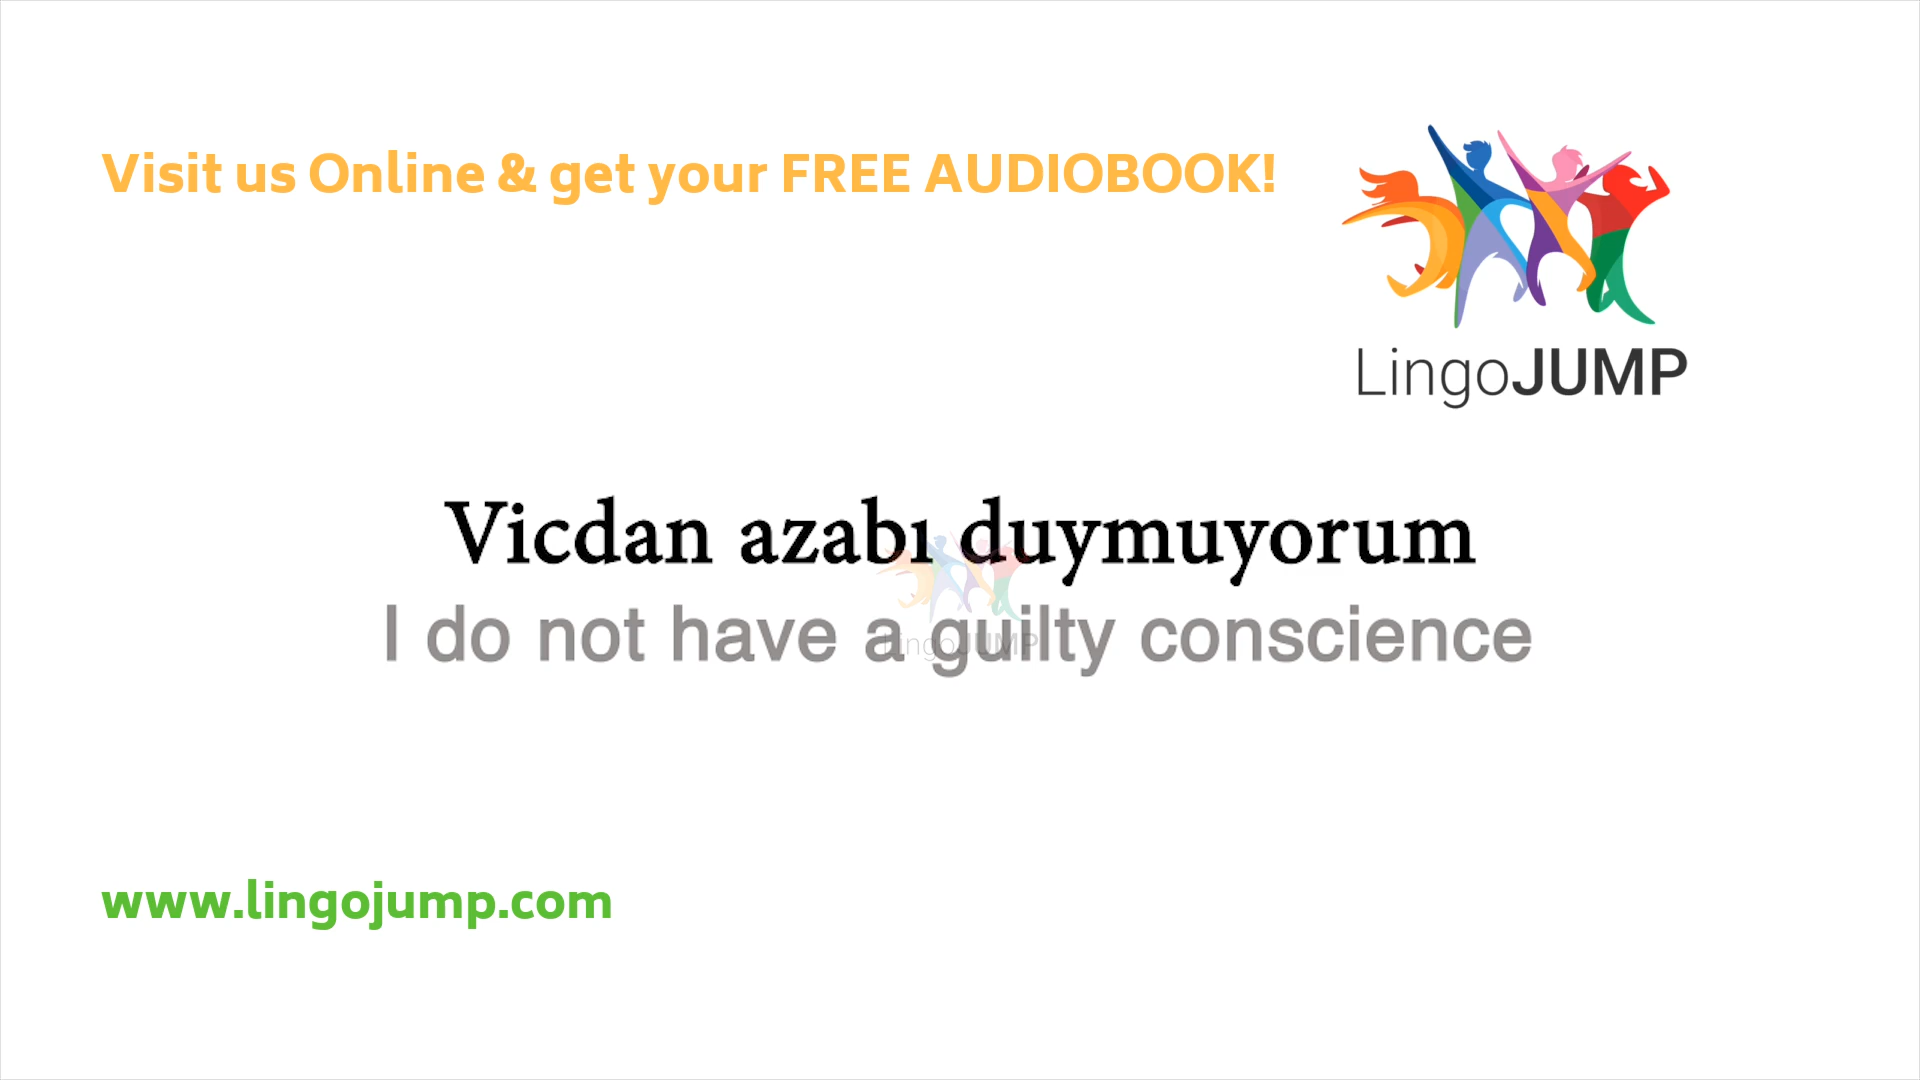 Visit us Online & get your FREE AUDIOBOOK!
LingoJUMP
Vicdan azabı duymuyorum
I do not have a guilty conscience
LingoJUMP
www.lingojump.com